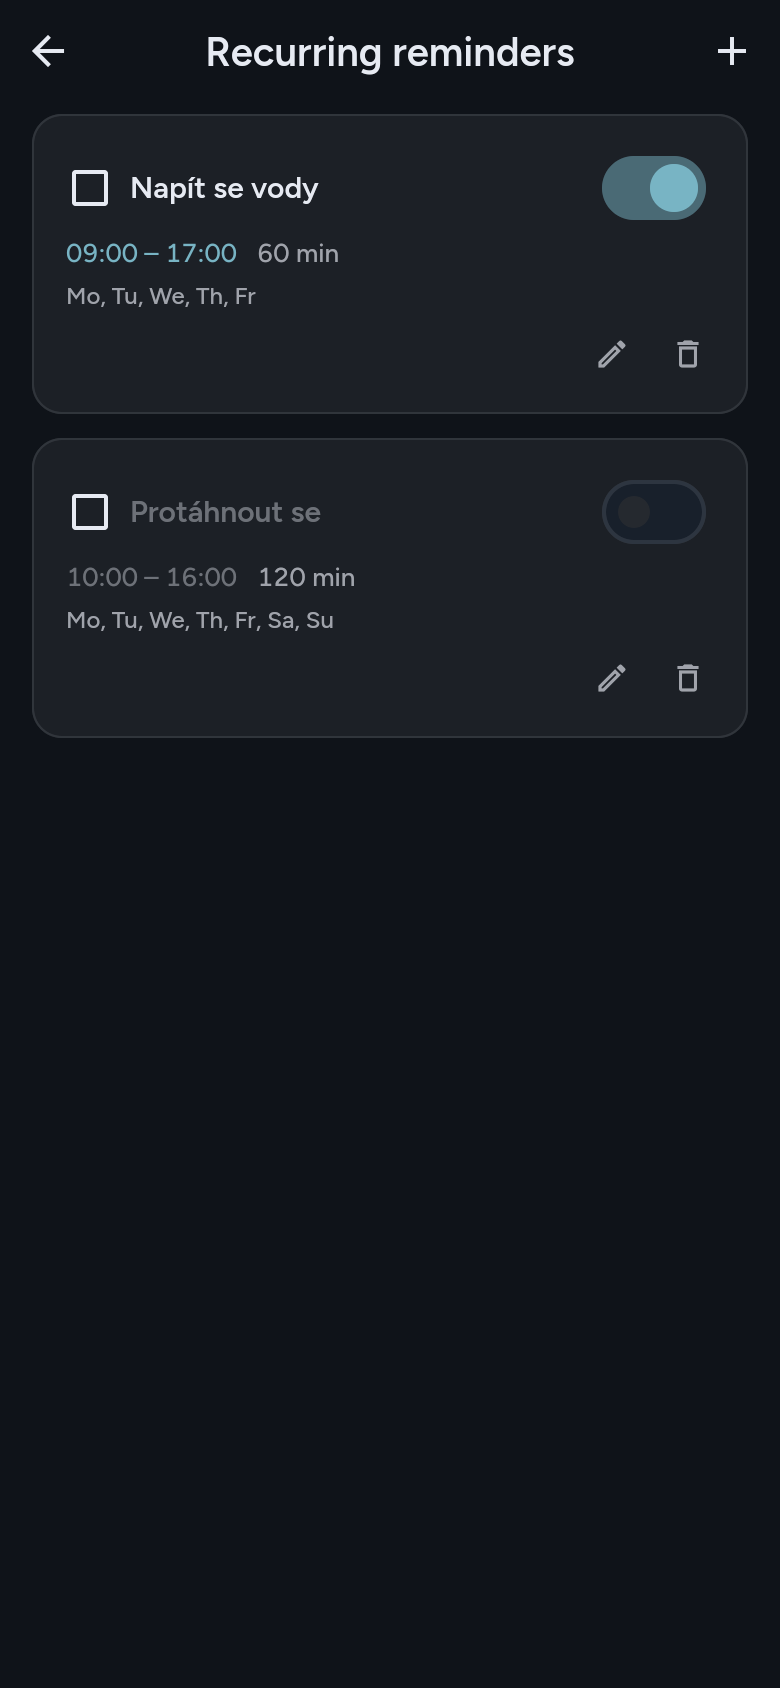 Recurring reminders
Napít se vody
09:00 – 17:00 60 min
Mo, Tu, We, Th, Fr
Protáhnout se
10:00 – 16:00 120 min
Mo, Tu, We, Th, Fr, Sa, Su